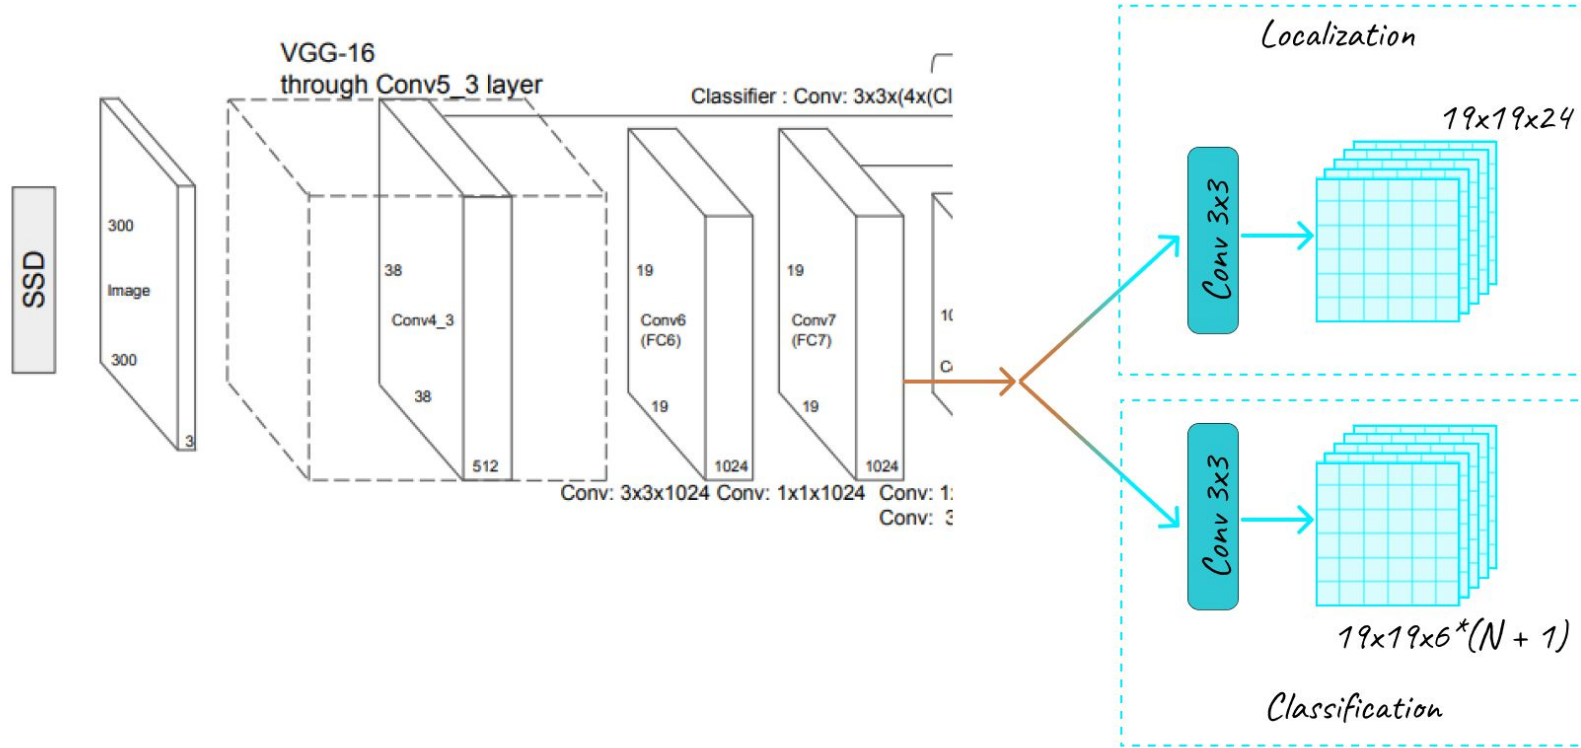 SSD
300
Image
300
3
VGG-16
through Conv5_3 layer
38
Conv4_3
38
512
Classifier : Conv: 3x3x(4x(Cl
19
Conv6
(FC6)
19
1024
Conv: 3x3x1024
19
Conv7
(FC7)
19
1024
Conv: 1x1x1024
10
Conv: 1
Conv: 3
Localization
Conv 3x3
19x19x24
Conv 3x3
19x19x6*(N + 1)
Classification